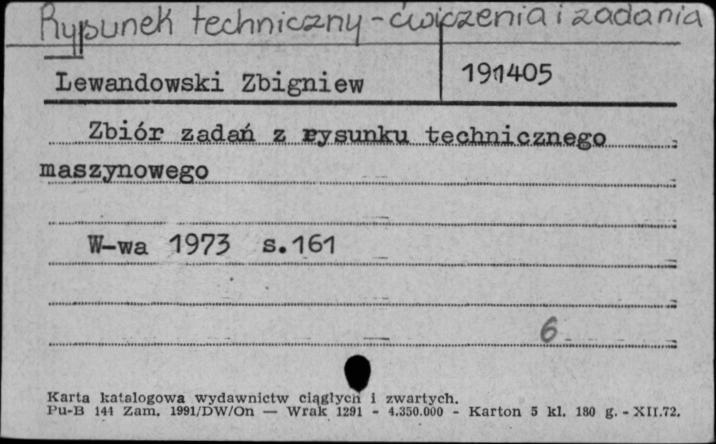 Rysunek techniczny - ćwiczenia i zadania
Lewandowski Zbigniew
191405
Zbiór zadań z rysunku technicznego
maszynowego
W-wa 1973 s.161
6
Karta katalogowa wydawnictw ciągłych i zwartych.
Pu-B 144 Zam. 1991/DW/On — Wrak 1291 - 4.350.000 - Karton 5 kl. 180 g. - XII.72.